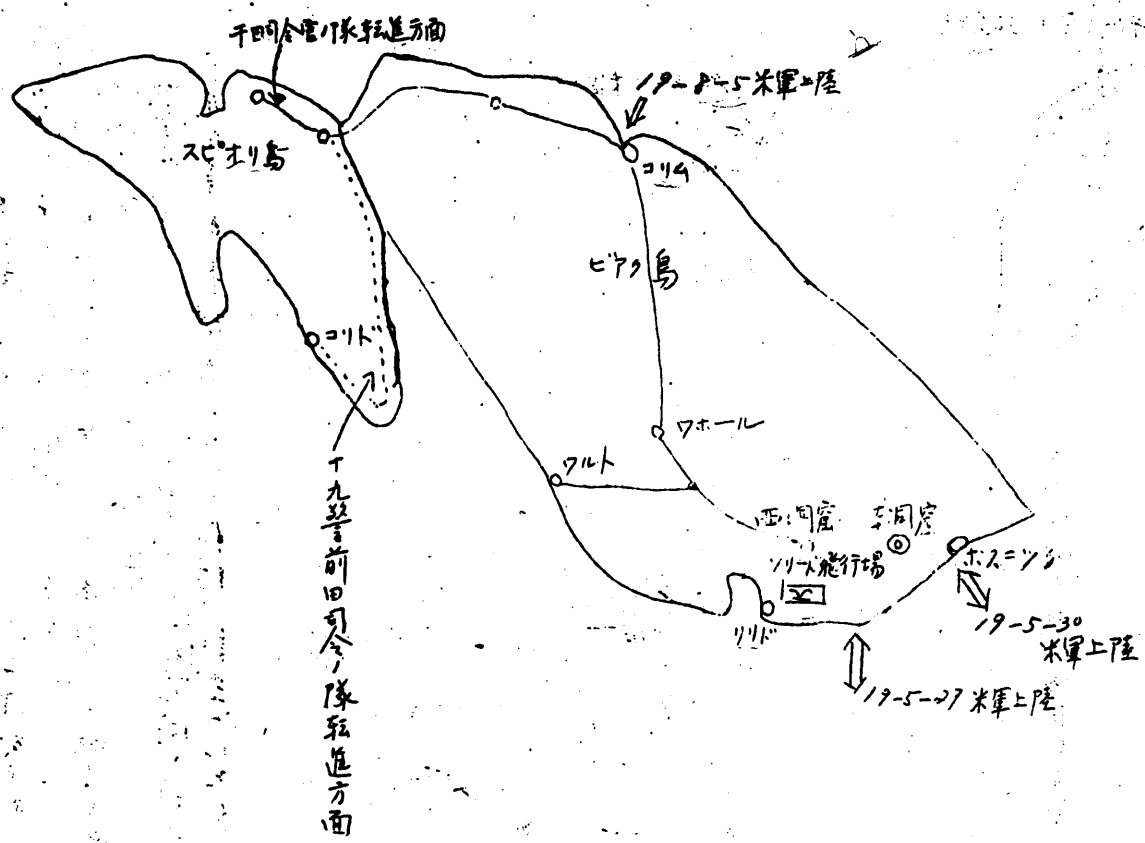 千田司令官ノ隊転進方面
19-8-5 米軍上陸
スピオリ島
コリム
ビアク島
コリド
ワホール
ワルト
西洞窟
東洞窟
ソリード飛行場
ボスニック
リリド
19-5-30
米軍上陸
19-5-27 米軍上陸
十九警前田司令ノ隊転進方面